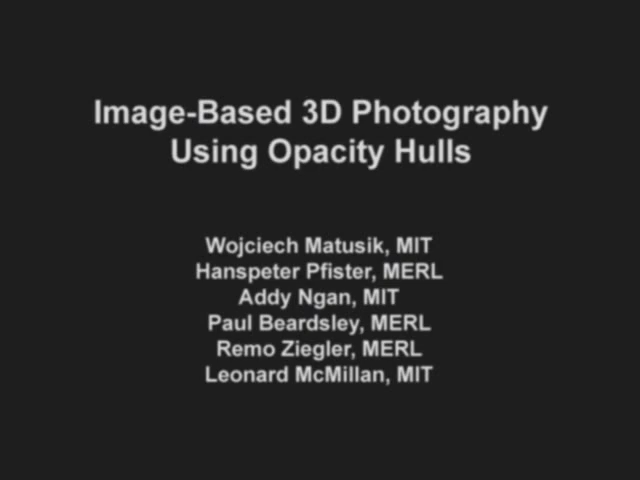 Image-Based 3D Photography
Using Opacity Hulls
Wojciech Matusik, MIT
Hanspeter Pfister, MERL
Addy Ngan, MIT
Paul Beardsley, MERL
Remo Ziegler, MERL
Leonard McMillan, MIT